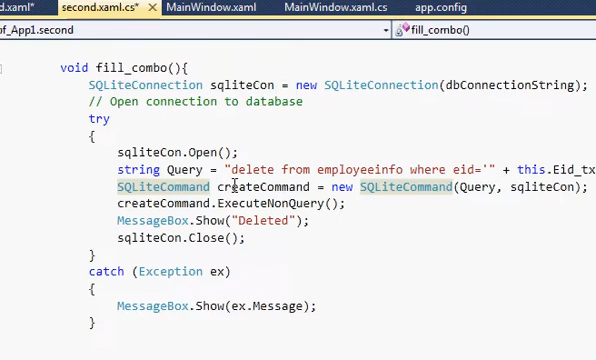 d.xaml*
second.xaml.cs*
MainWindow.xaml
MainWindow.xaml.cs
app.config
of_App1.second
fill_combo()
void fill_combo(){
SQLiteConnection sqliteCon = new SQLiteConnection(dbConnectionString);
// Open connection to database
try
{
sqliteCon.Open();
string Query = "delete from employeeinfo where eid='" + this.Eid_tx
SQLiteCommand createCommand = new SQLiteCommand(Query, sqliteCon);
createCommand.ExecuteNonQuery();
MessageBox.Show("Deleted");
sqliteCon.Close();
}
catch (Exception ex)
{
MessageBox.Show(ex.Message);
}